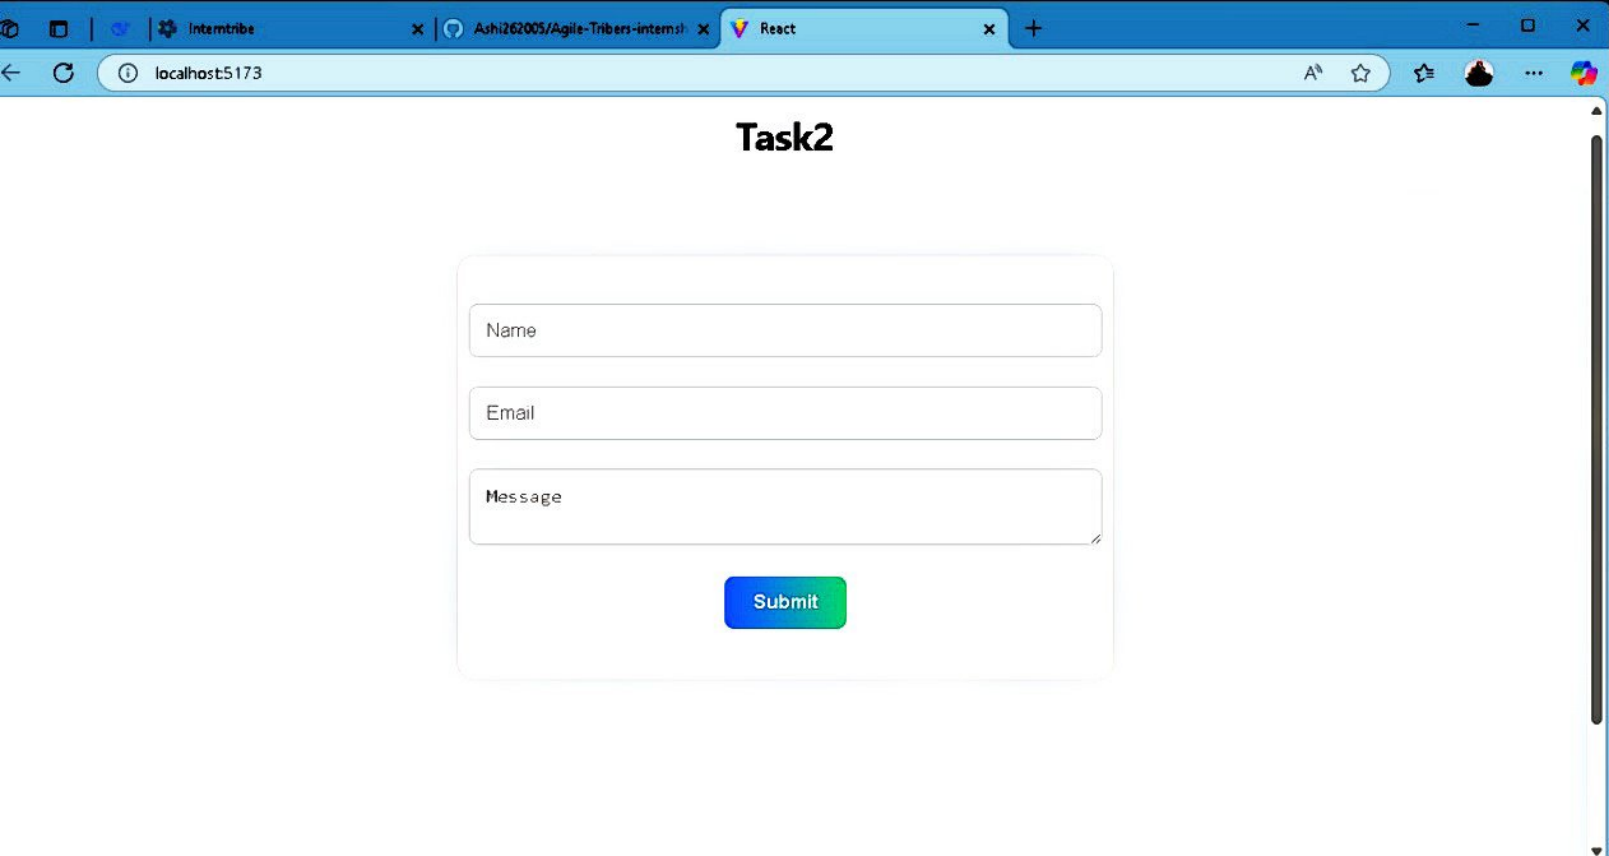 Interntribe
Ashi262005/Agile-Tribers-internsh
React
localhost:5173
Task2
Name
Email
Message
Submit